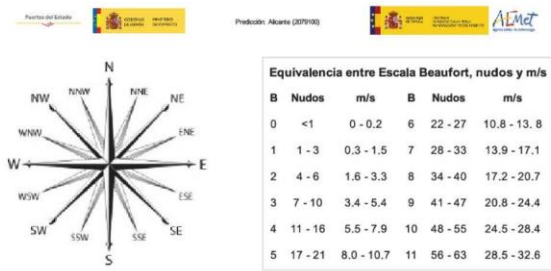 Puertos del Estado
GOBIERNO DE ESPAÑA
MINISTERIO
Predicción: Alicante (2079100)
AEMet
N
NNW NNE
NW NE
WNW ENE
W E
WSW ESE
SW SE
SSW SSE
S
Equivalencia entre Escala Beaufort, nudos y m/s
B Nudos m/s B Nudos m/s
0 <1 0 - 0.2 6 22 - 27 10.8 - 13. 8
1 1 - 3 0.3 - 1.5 7 28 - 33 13.9 - 17.1
2 4 - 6 1.6 - 3.3 8 34 - 40 17.2 - 20.7
3 7 - 10 3.4 - 5.4 9 41 - 47 20.8 - 24.4
4 11 - 16 5.5 - 7.9 10 48 - 55 24.5 - 28.4
5 17 - 21 8.0 - 10.7 11 56 - 63 28.5 - 32.6